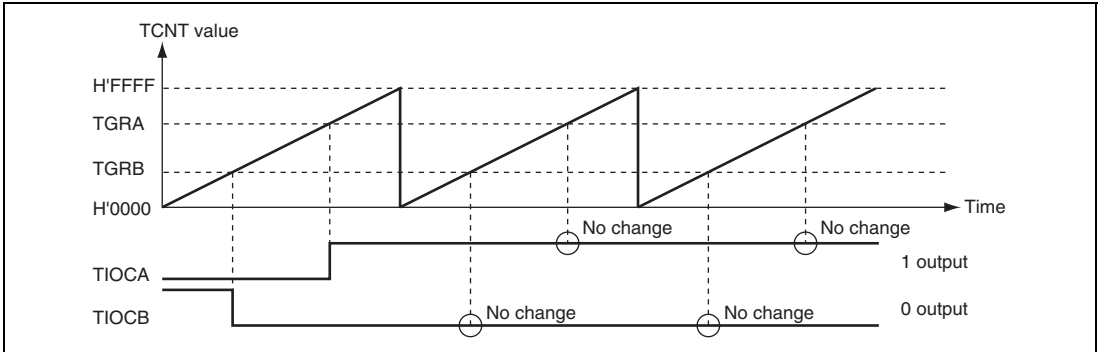 TCNT value
H'FFFF
TGRA
TGRB
H'0000
Time
No change
No change
TIOCA
1 output
No change
No change
TIOCB
0 output